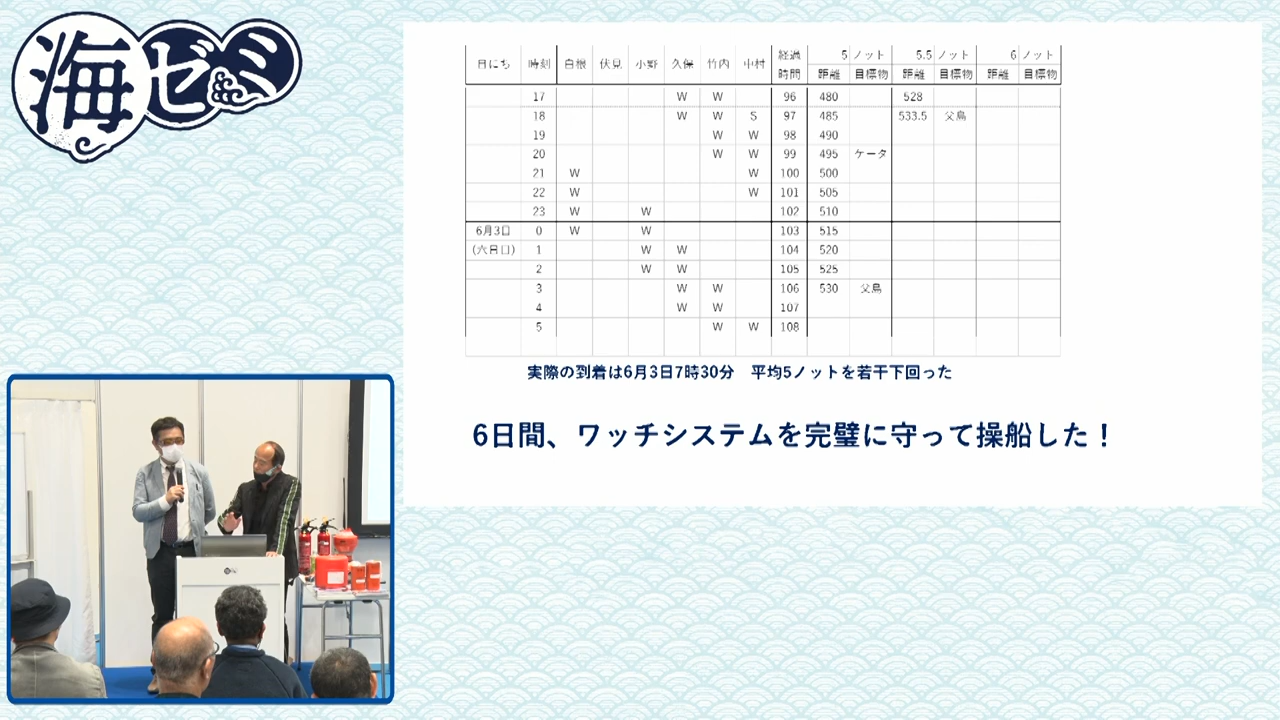 海ゼミ
日にち 時刻 白根 伏見 小野 久保 竹内 中村 経過時間 5 ノット 5.5 ノット 6 ノット
距離 目標物 距離 目標物 距離 目標物
17 W W 96 480 528
18 W W S 97 485 533.5 父島
19 W W 98 490
20 W W 99 495 ケータ
21 W W 100 500
22 W W 101 505
23 W W 102 510
6月3日 0 W W 103 515
(六日目) 1 W W 104 520
2 W W 105 525
3 W W 106 530 父島
4 W W 107
5 W W 108
実際の到着は6月3日7時30分 平均5ノットを若干下回った
6日間、ワッチシステムを完璧に守って操船した！